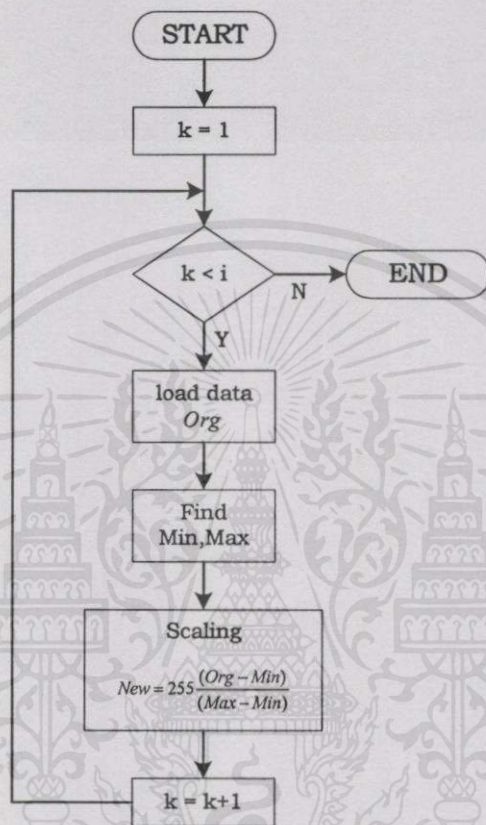 START
k = 1
k < i
N
END
Y
load data
Org
Find
Min,Max
Scaling
New = 255 (Org – Min) / (Max – Min)
k = k+1